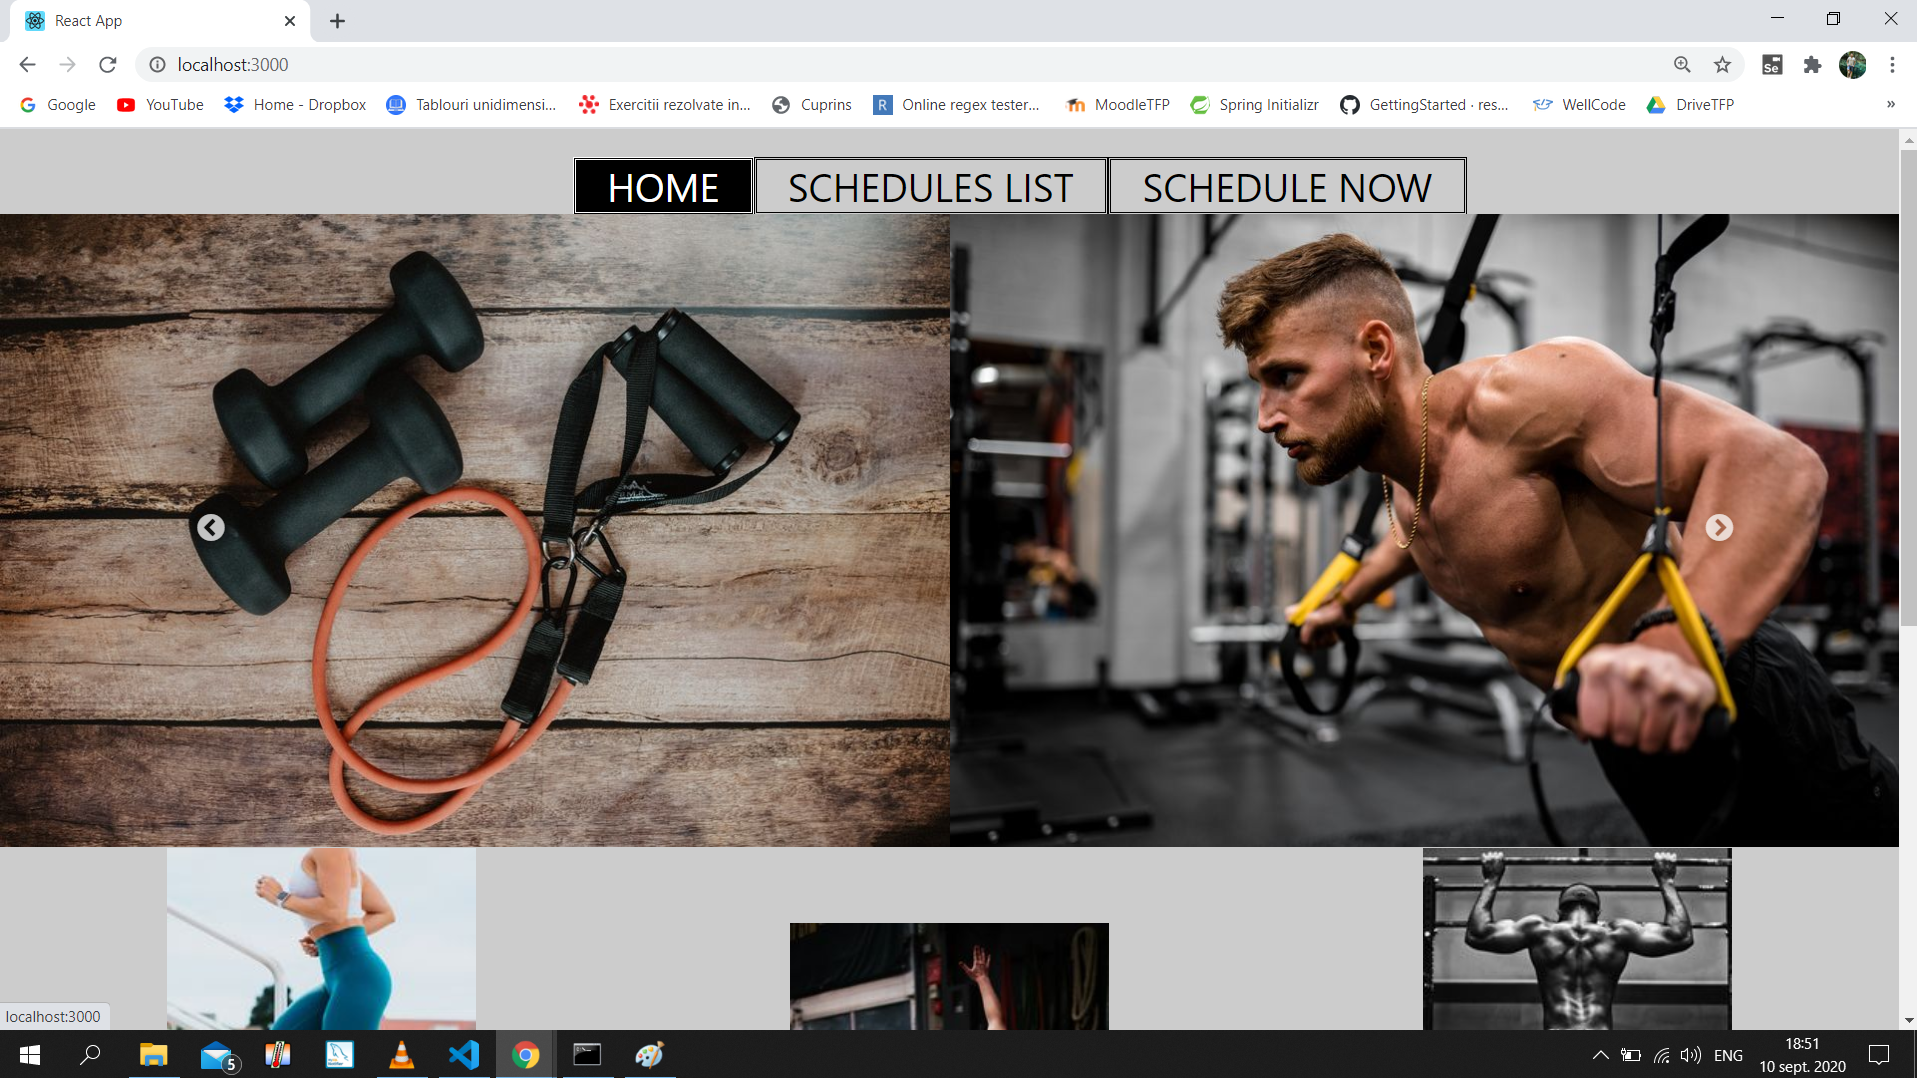 React App
localhost:3000
Se
Google YouTube Home - Dropbox Tablouri unidimensi... Exercitii rezolvate in... Cuprins R Online regex tester... MoodleTFP Spring Initializr GettingStarted · res... WellCode DriveTFP »
HOME SCHEDULES LIST SCHEDULE NOW
localhost:3000
5
ENG
18:51
10 sept. 2020